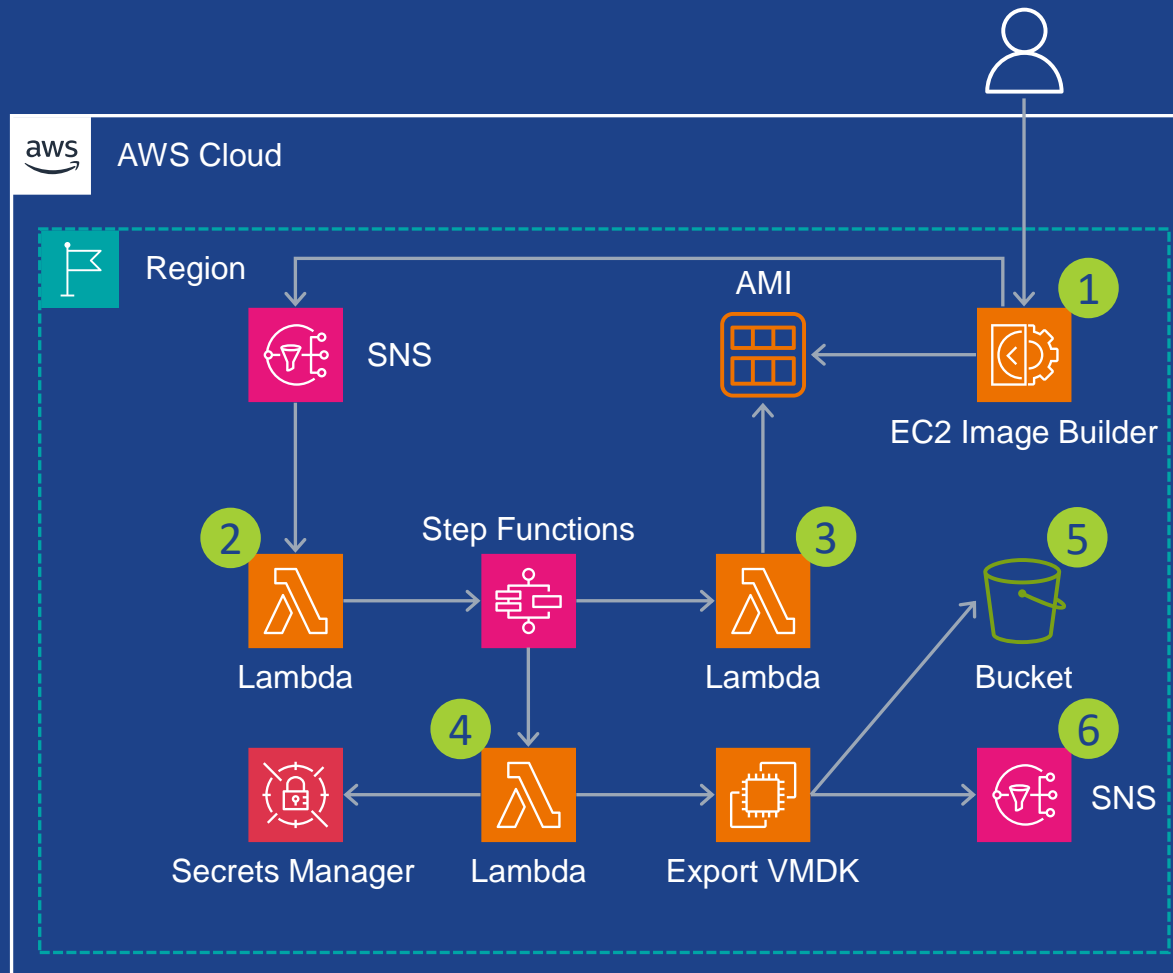 aws
AWS Cloud
Region
AMI
1
SNS
EC2 Image Builder
2
Step Functions
3
5
Lambda
Lambda
Bucket
4
6
SNS
Secrets Manager
Lambda
Export VMDK